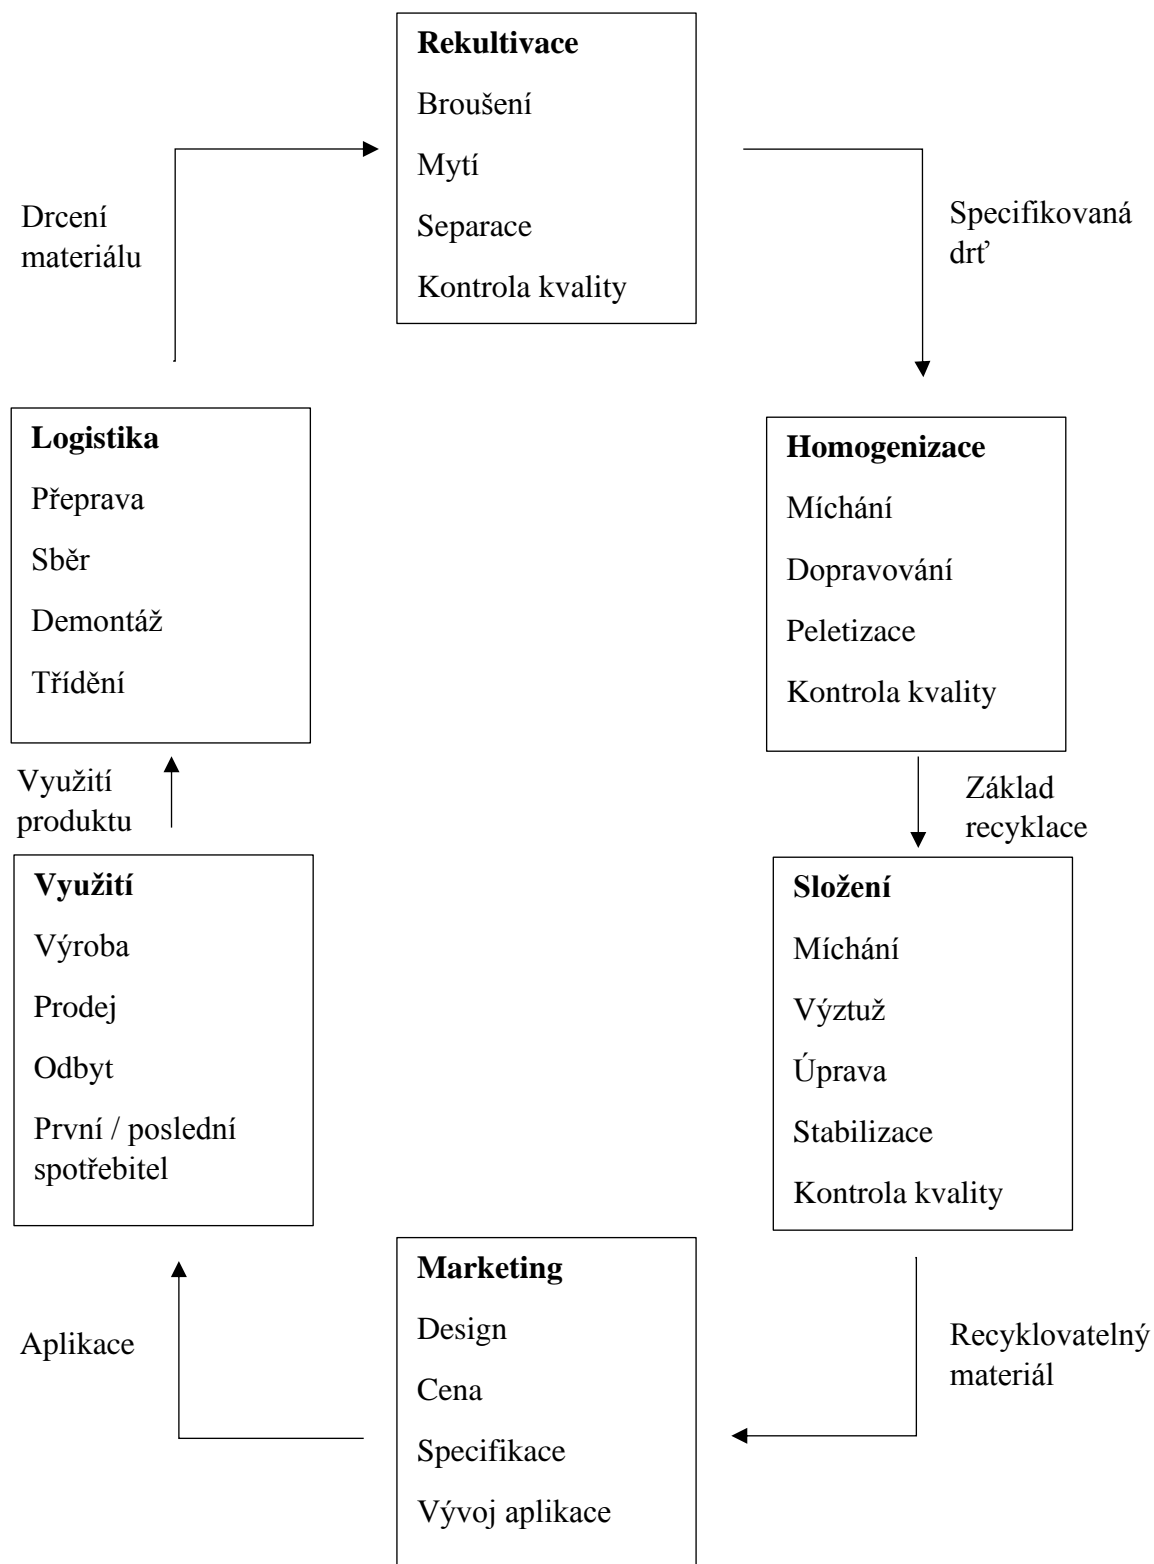 Rekultivace
Broušení
Mytí
Separace
Kontrola kvality
Drcení
materiálu
Specifikovaná
drť
Logistika
Přeprava
Sběr
Demontáž
Třídění
Homogenizace
Míchání
Dopravování
Peletizace
Kontrola kvality
Využití
produktu
Základ
recyklace
Využití
Výroba
Prodej
Odbyt
První / poslední
spotřebitel
Složení
Míchání
Výztuž
Úprava
Stabilizace
Kontrola kvality
Marketing
Design
Cena
Specifikace
Vývoj aplikace
Aplikace
Recyklovatelný
materiál